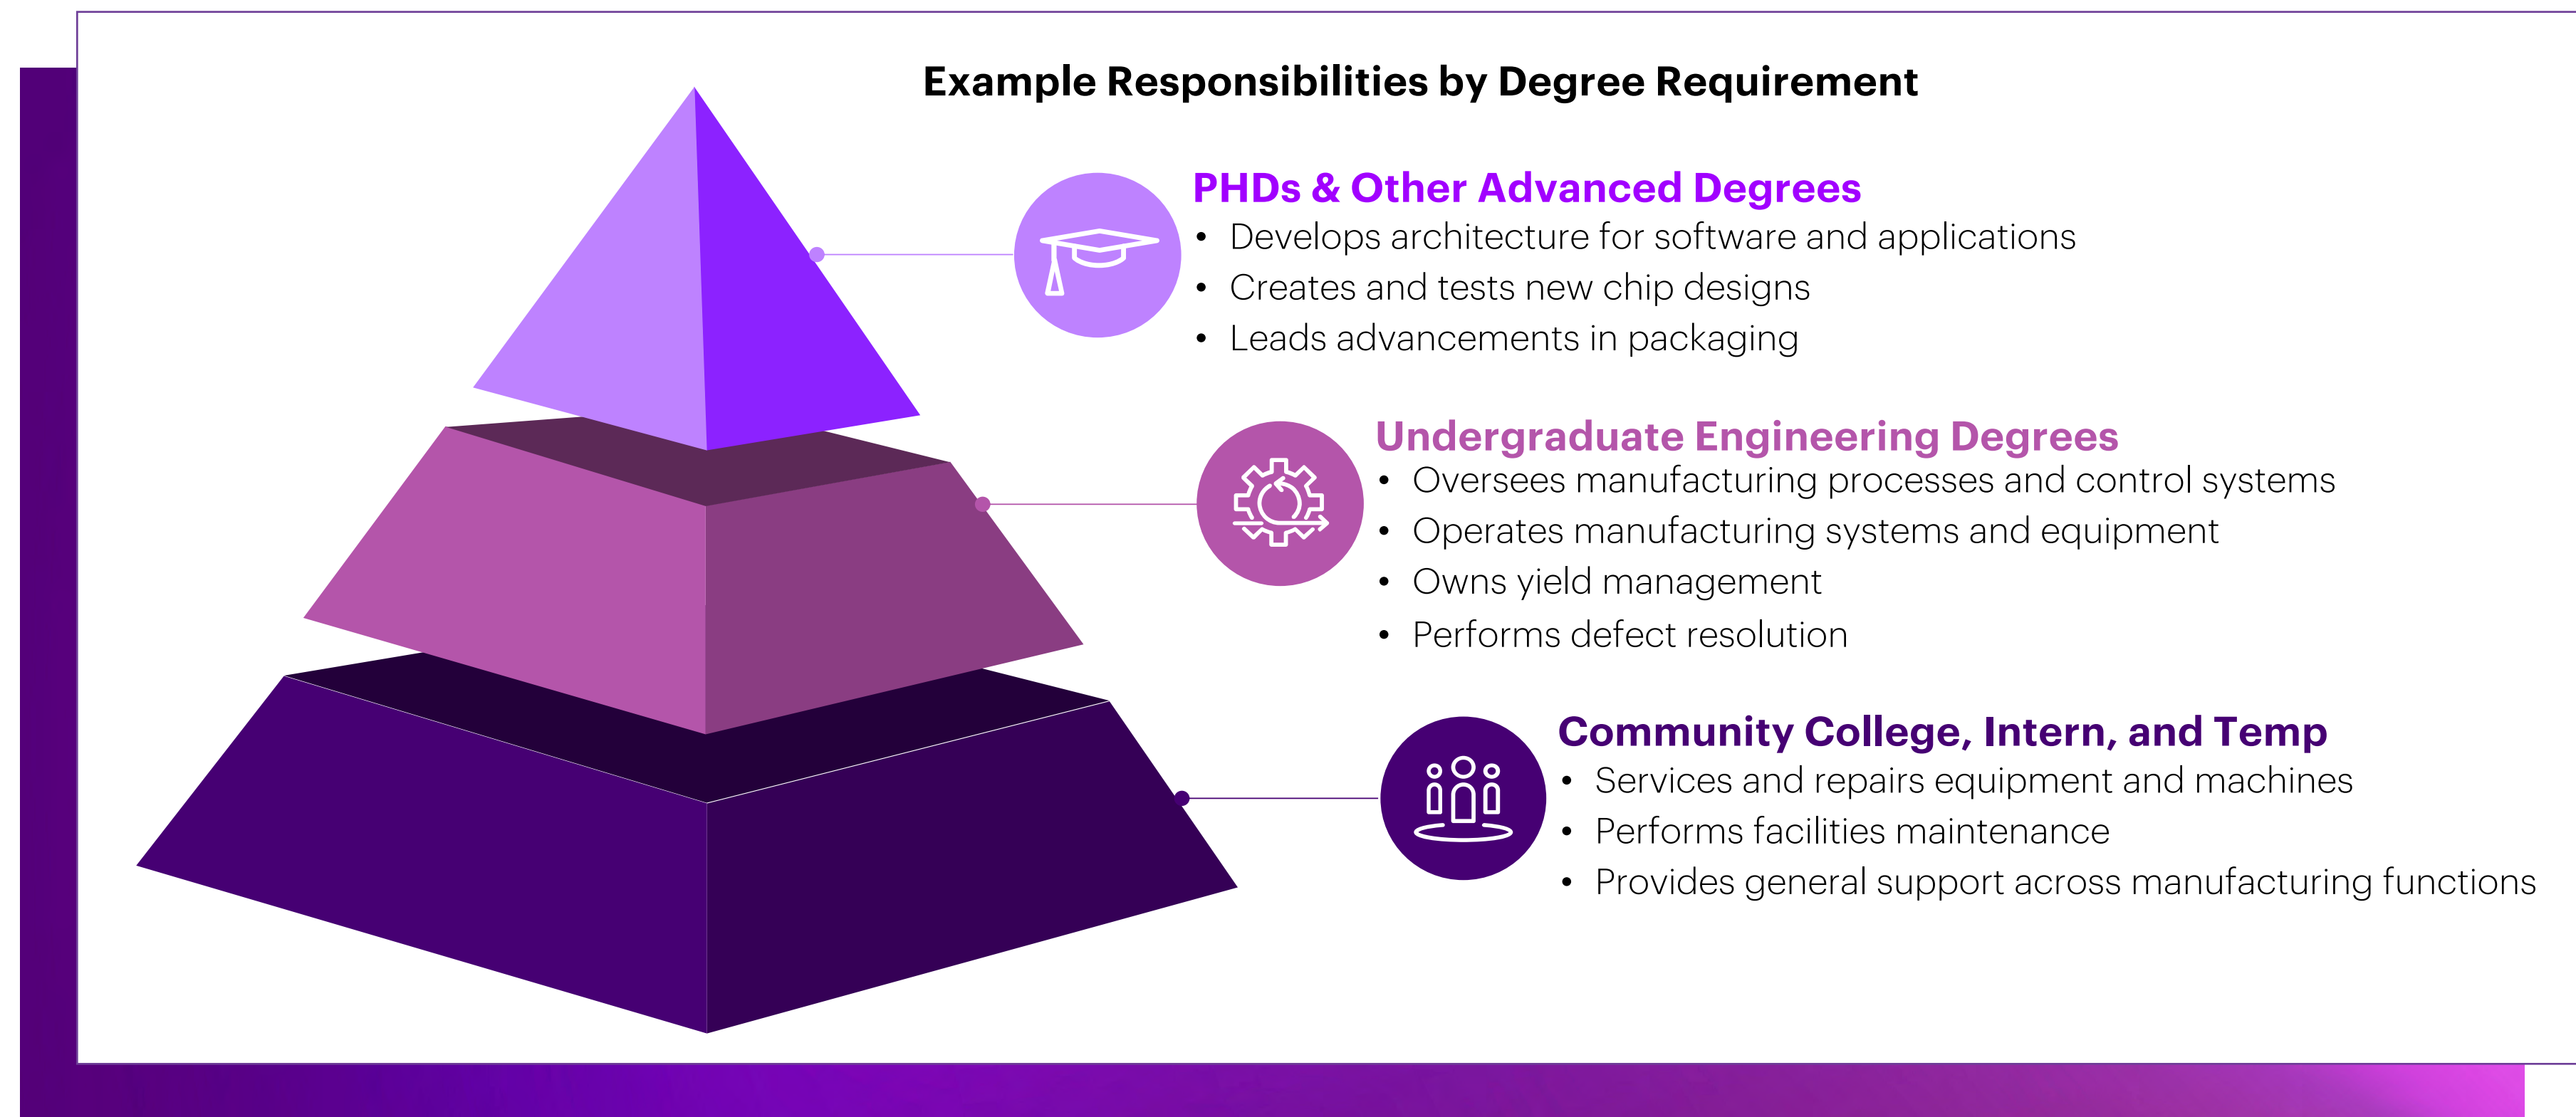 Example Responsibilities by Degree Requirement
PHDs & Other Advanced Degrees
• Develops architecture for software and applications
• Creates and tests new chip designs
• Leads advancements in packaging
Undergraduate Engineering Degrees
• Oversees manufacturing processes and control systems
• Operates manufacturing systems and equipment
• Owns yield management
• Performs defect resolution
Community College, Intern, and Temp
• Services and repairs equipment and machines
• Performs facilities maintenance
• Provides general support across manufacturing functions